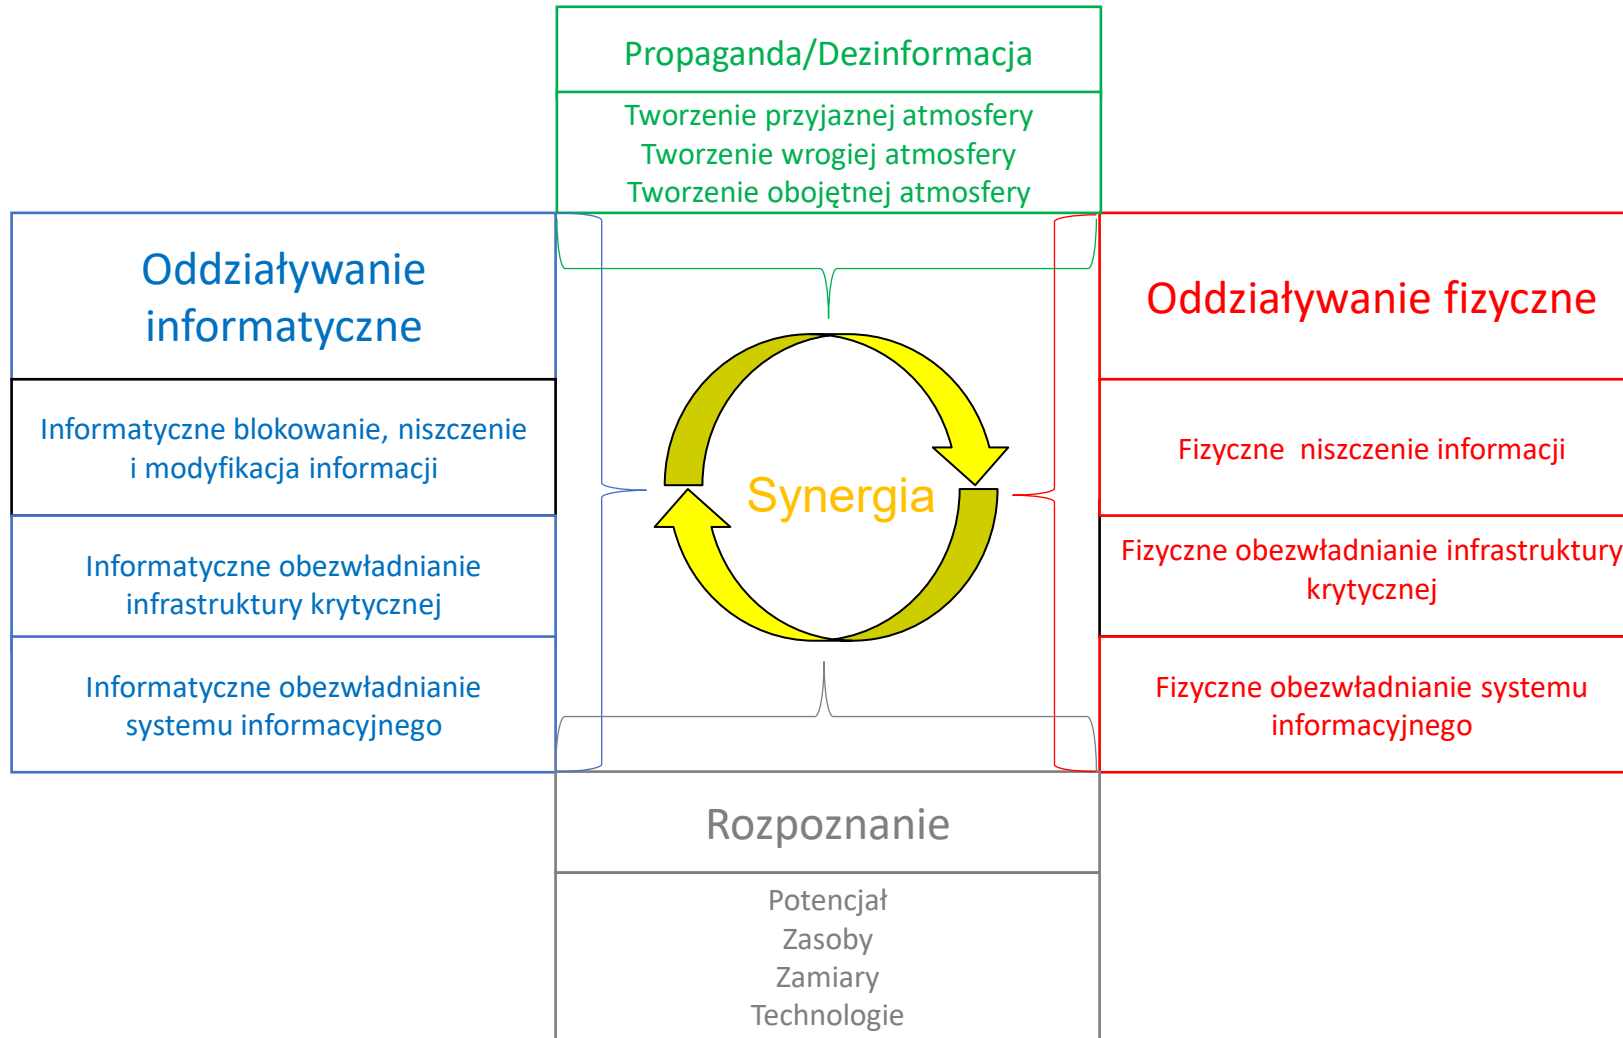 Propaganda/Dezinformacja
Tworzenie przyjaznej atmosfery
Tworzenie wrogiej atmosfery
Tworzenie obojętnej atmosfery
Oddziaływanie
informatyczne
Informatyczne blokowanie, niszczenie
i modyfikacja informacji
Informatyczne obezwładnianie
infrastruktury krytycznej
Informatyczne obezwładnianie
systemu informacyjnego
Synergia
Oddziaływanie fizyczne
Fizyczne niszczenie informacji
Fizyczne obezwładnianie infrastruktury
krytycznej
Fizyczne obezwładnianie systemu
informacyjnego
Rozpoznanie
Potencjał
Zasoby
Zamiary
Technologie